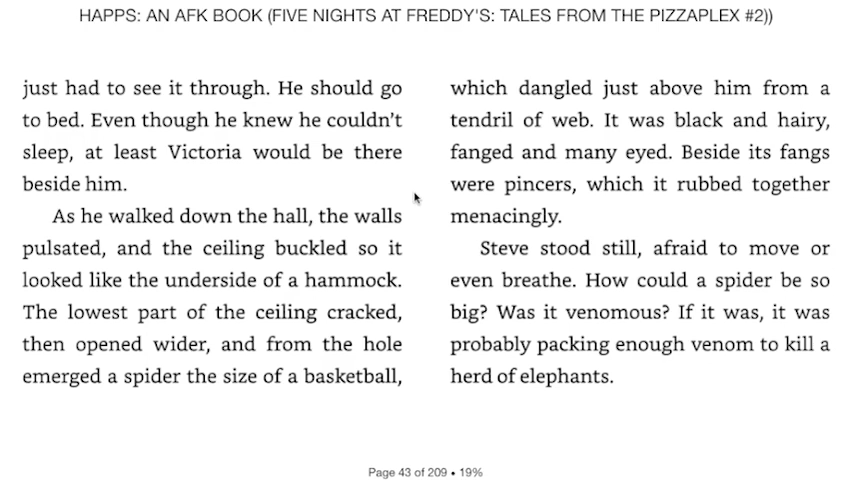 HAPPS: AN AFK BOOK (FIVE NIGHTS AT FREDDY'S: TALES FROM THE PIZZAPLEX #2))
just had to see it through. He should go
to bed. Even though he knew he couldn’t
sleep, at least Victoria would be there
beside him.
As he walked down the hall, the walls
pulsated, and the ceiling buckled so it
looked like the underside of a hammock.
The lowest part of the ceiling cracked,
then opened wider, and from the hole
emerged a spider the size of a basketball,
which dangled just above him from a
tendril of web. It was black and hairy,
fanged and many eyed. Beside its fangs
were pincers, which it rubbed together
menacingly.
Steve stood still, afraid to move or
even breathe. How could a spider be so
big? Was it venomous? If it was, it was
probably packing enough venom to kill a
herd of elephants.
Page 43 of 209 • 19%